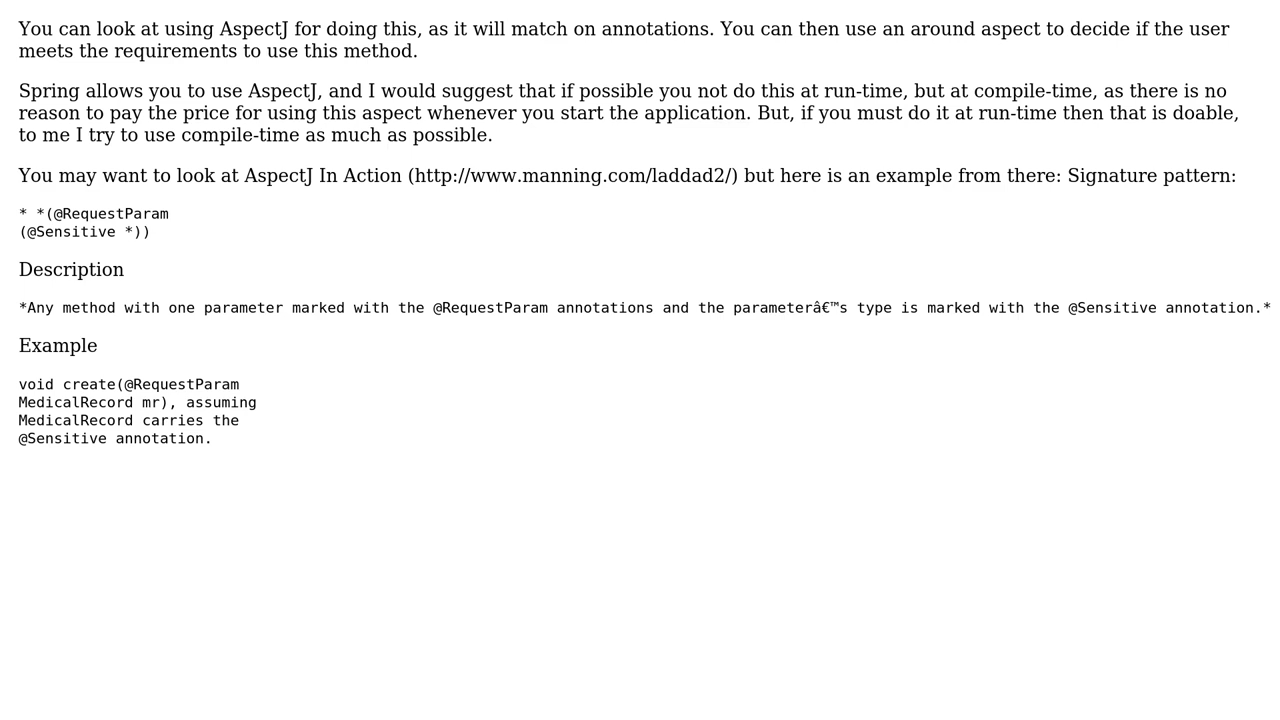 You can look at using AspectJ for doing this, as it will match on annotations. You can then use an around aspect to decide if the user
meets the requirements to use this method.
Spring allows you to use AspectJ, and I would suggest that if possible you not do this at run-time, but at compile-time, as there is no
reason to pay the price for using this aspect whenever you start the application. But, if you must do it at run-time then that is doable,
to me I try to use compile-time as much as possible.
You may want to look at AspectJ In Action (http://www.manning.com/laddad2/) but here is an example from there: Signature pattern:
* *(@RequestParam
(@Sensitive *))
Description
*Any method with one parameter marked with the @RequestParam annotations and the parameterâ€™s type is marked with the @Sensitive annotation.*
Example
void create(@RequestParam
MedicalRecord mr), assuming
MedicalRecord carries the
@Sensitive annotation.